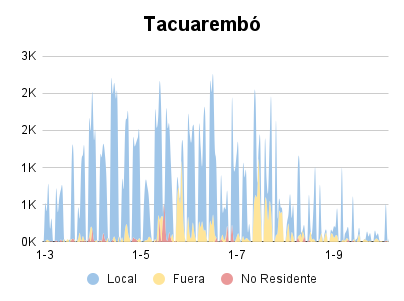 Tacuarembó
3K
2K
2K
1K
1K
0K
1-3 1-5 1-7 1-9
Local Fuera No Residente